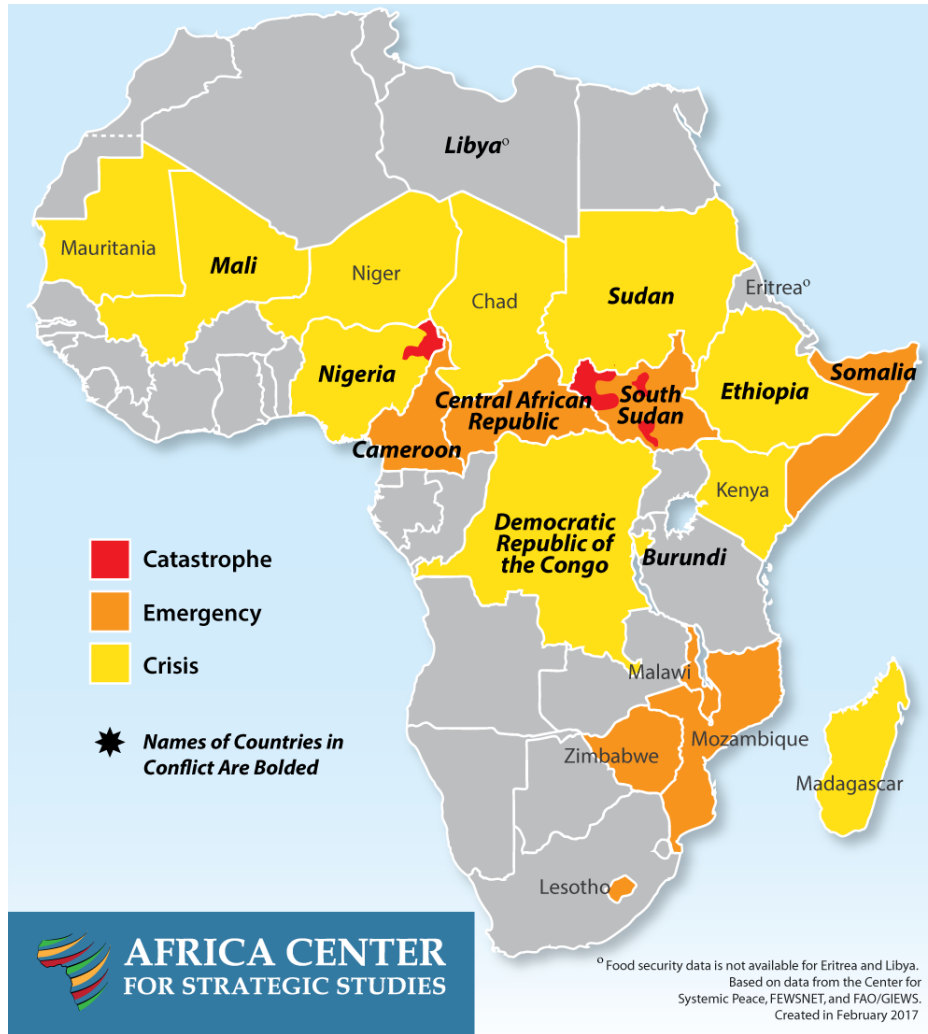 Libyaº
Mauritania
Mali
Niger
Chad
Sudan
Eritreaº
Nigeria
Central African
Republic
South
Sudan
Ethiopia
Somalia
Cameroon
Kenya
Democratic
Republic of
the Congo
Burundi
Catastrophe
Emergency
Crisis
Names of Countries in
Conflict Are Bolded
Malawi
Mozambique
Zimbabwe
Madagascar
Lesotho
AFRICA CENTER
FOR STRATEGIC STUDIES
º Food security data is not available for Eritrea and Libya.
Based on data from the Center for
Systemic Peace, FEWSNET, and FAO/GIEWS.
Created in February 2017